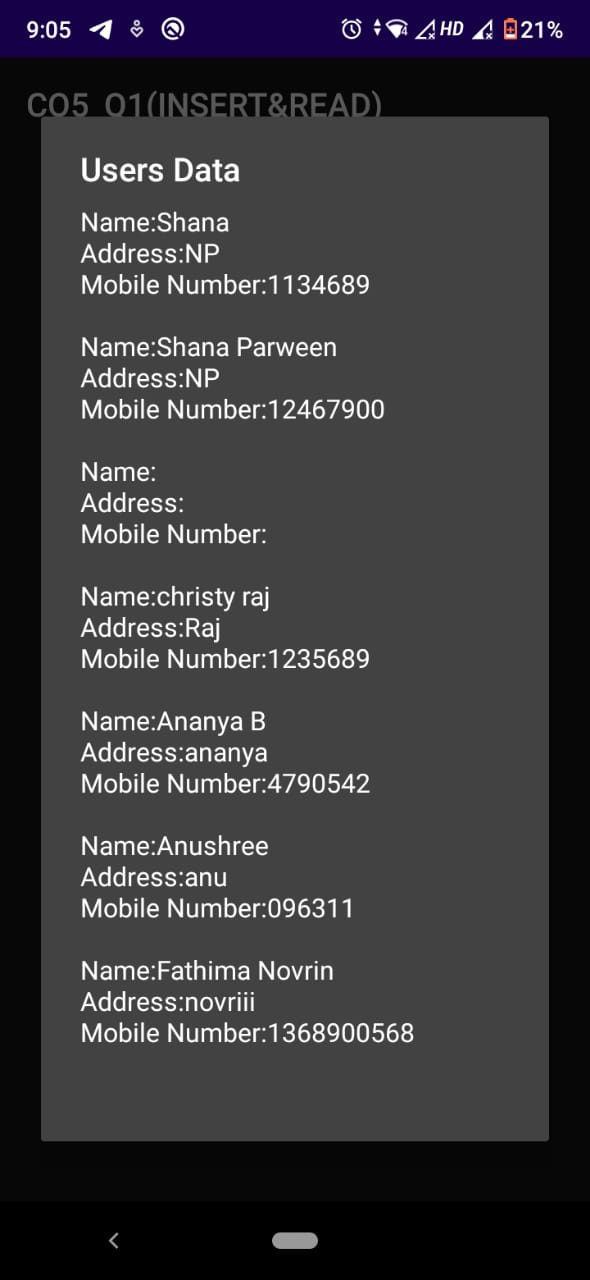 9:05
4
HD
21%
CO5_Q1(INSERT&READ)
Users Data
Name:Shana
Address:NP
Mobile Number:1134689
Name:Shana Parween
Address:NP
Mobile Number:12467900
Name:
Address:
Mobile Number:
Name:christy raj
Address:Raj
Mobile Number:1235689
Name:Ananya B
Address:ananya
Mobile Number:4790542
Name:Anushree
Address:anu
Mobile Number:096311
Name:Fathima Novrin
Address:novriii
Mobile Number:1368900568